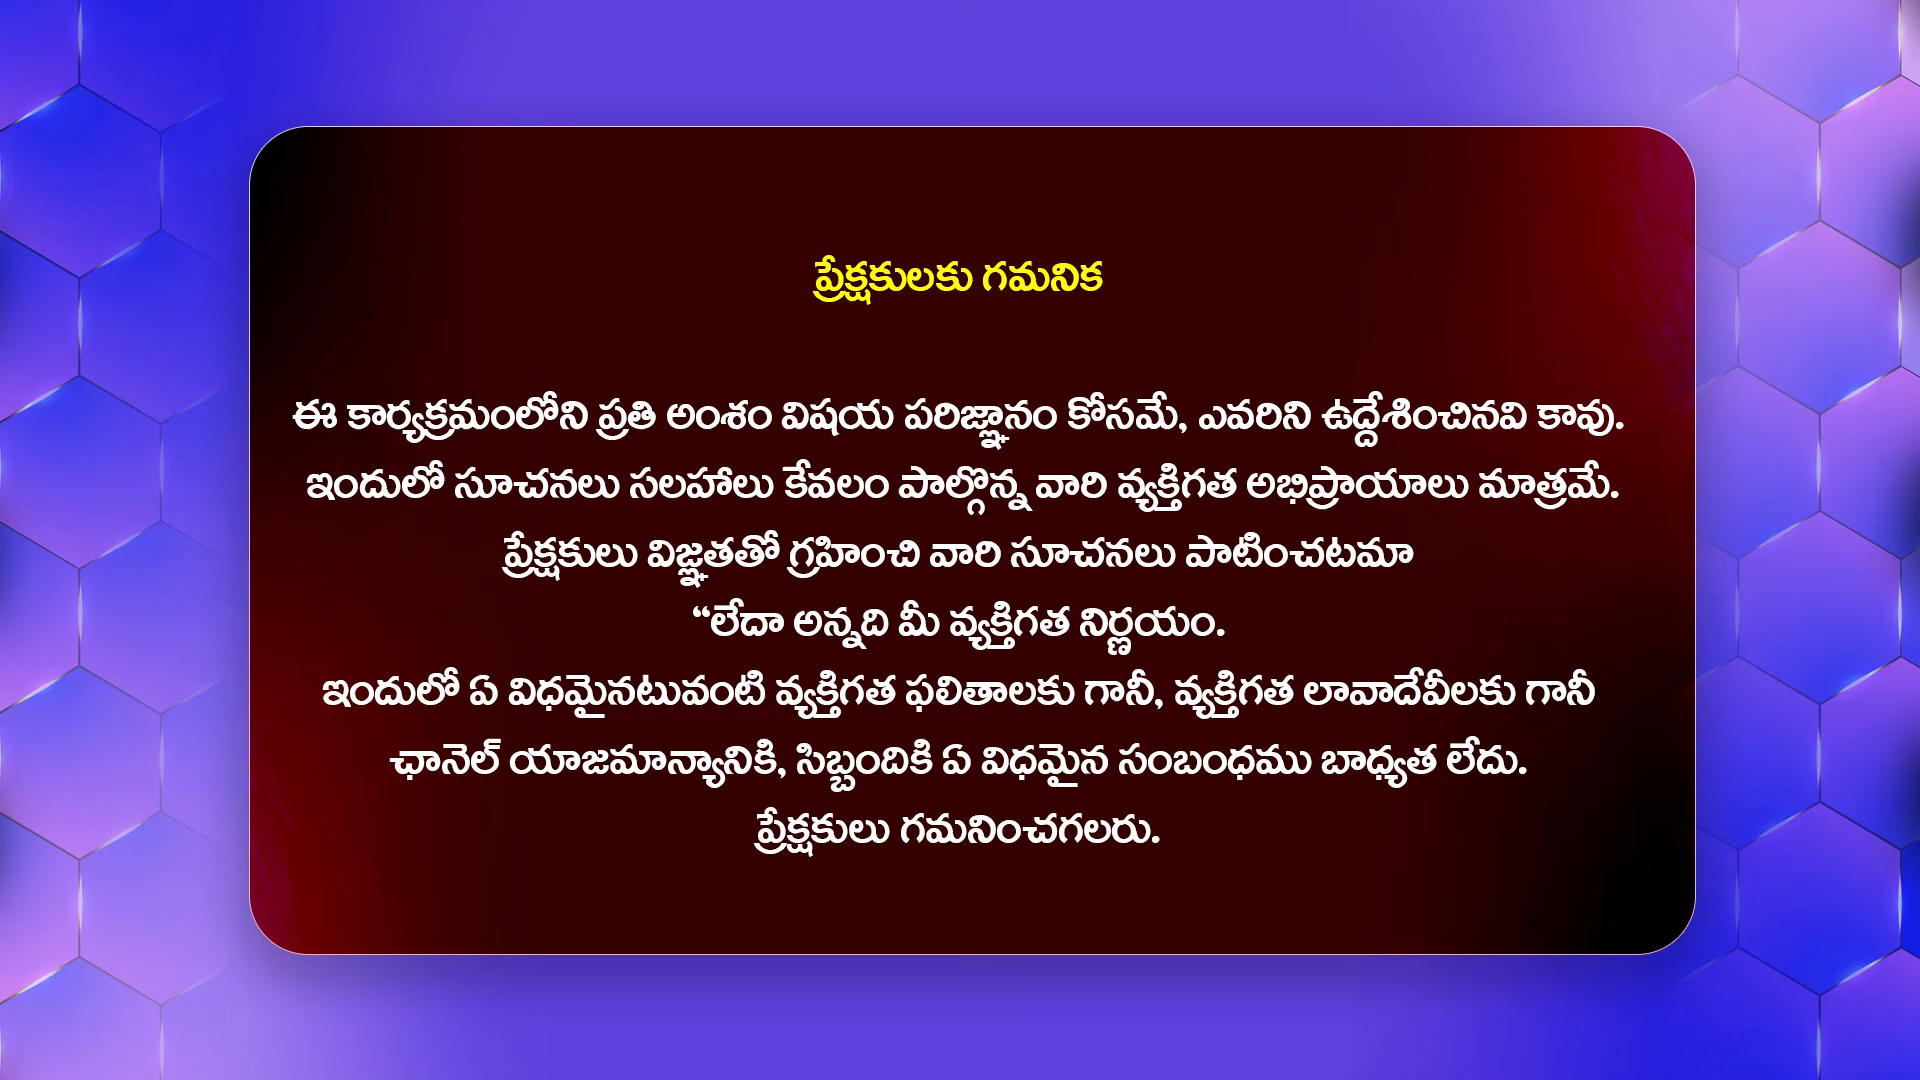 ప్రేక్షకులకు గమనిక
ఈ కార్యక్రమంలోని ప్రతి అంశం విషయ పరిజ్ఞానం కోసమే, ఎవరిని ఉద్దేశించినవి కావు.
ఇందులో సూచనలు సలహాలు కేవలం పాల్గొన్న వారి వ్యక్తిగత అభిప్రాయాలు మాత్రమే.
ప్రేక్షకులు విజ్ఞతతో గ్రహించి వారి సూచనలు పాటించటమా
“లేదా అన్నది మీ వ్యక్తిగత నిర్ణయం.
ఇందులో ఏ విధమైనటువంటి వ్యక్తిగత ఫలితాలకు గానీ, వ్యక్తిగత లావాదేవీలకు గానీ
ఛానెల్ యాజమాన్యానికి, సిబ్బందికి ఏ విధమైన సంబంధము బాధ్యత లేదు.
ప్రేక్షకులు గమనించగలరు.